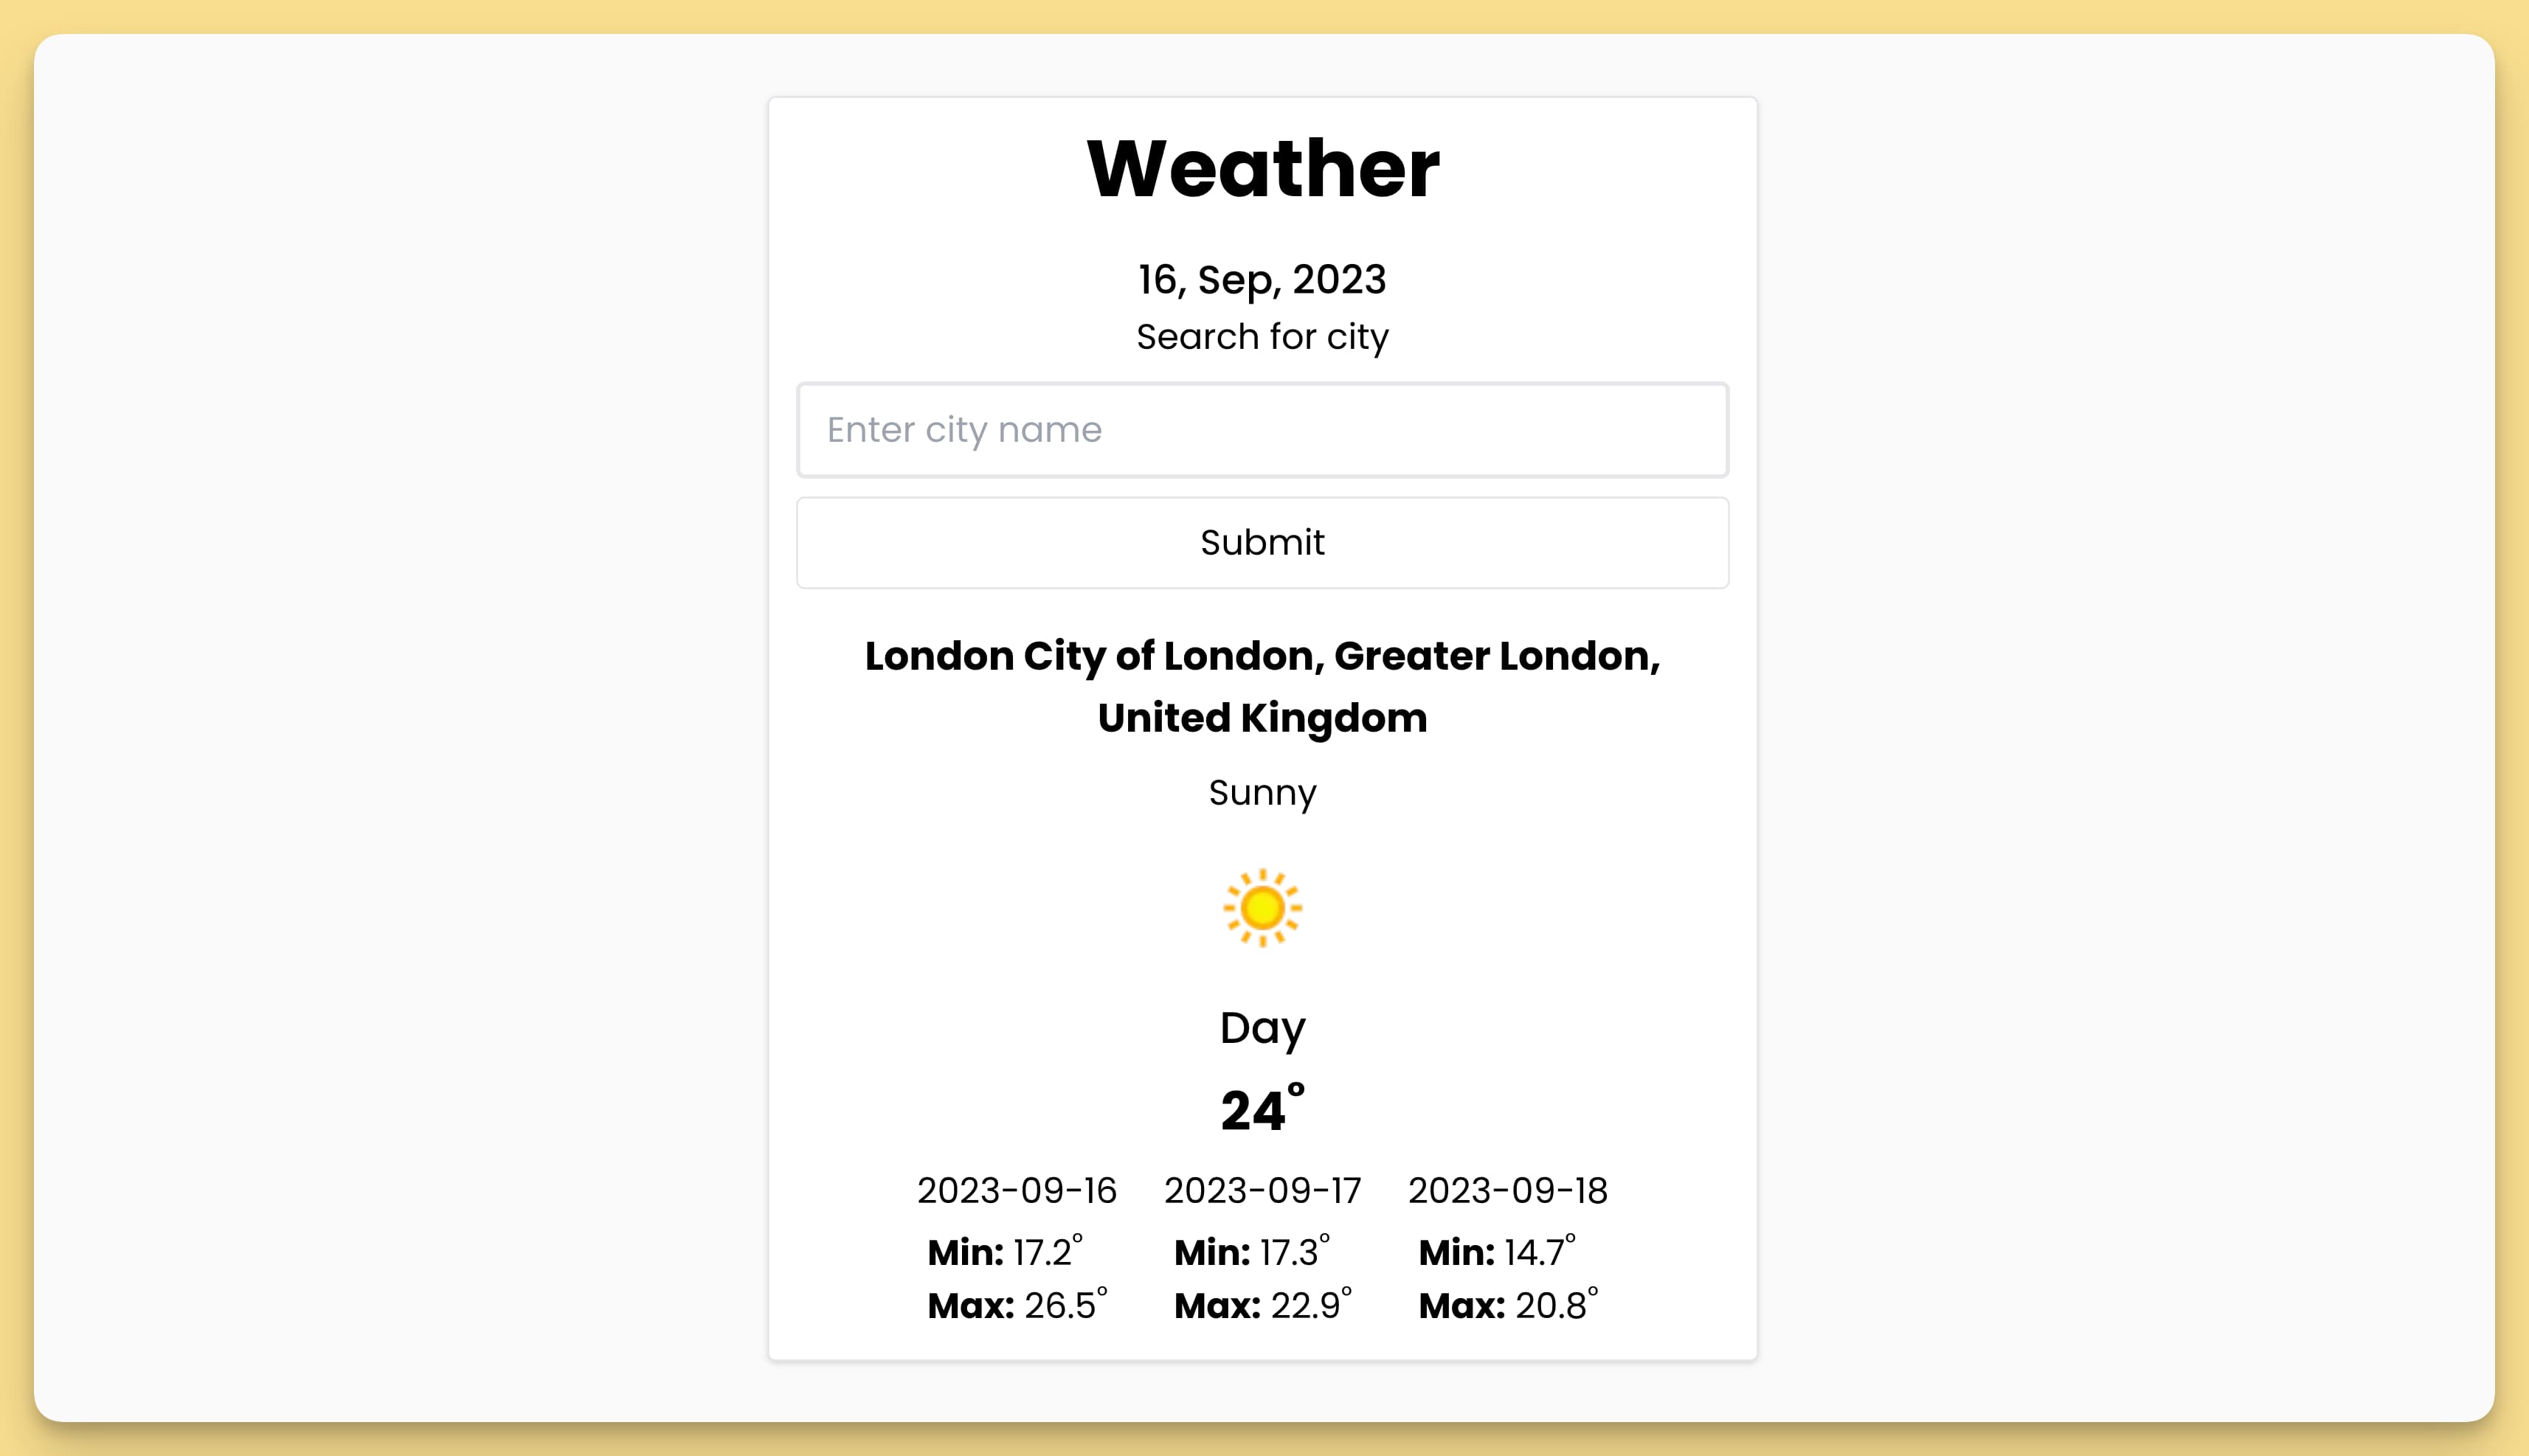 Weather
16, Sep, 2023
Search for city
Enter city name
Submit
London City of London, Greater London,
United Kingdom
Sunny
Day
24°
2023-09-16 2023-09-17 2023-09-18
Min: 17.2° Min: 17.3° Min: 14.7°
Max: 26.5° Max: 22.9° Max: 20.8°